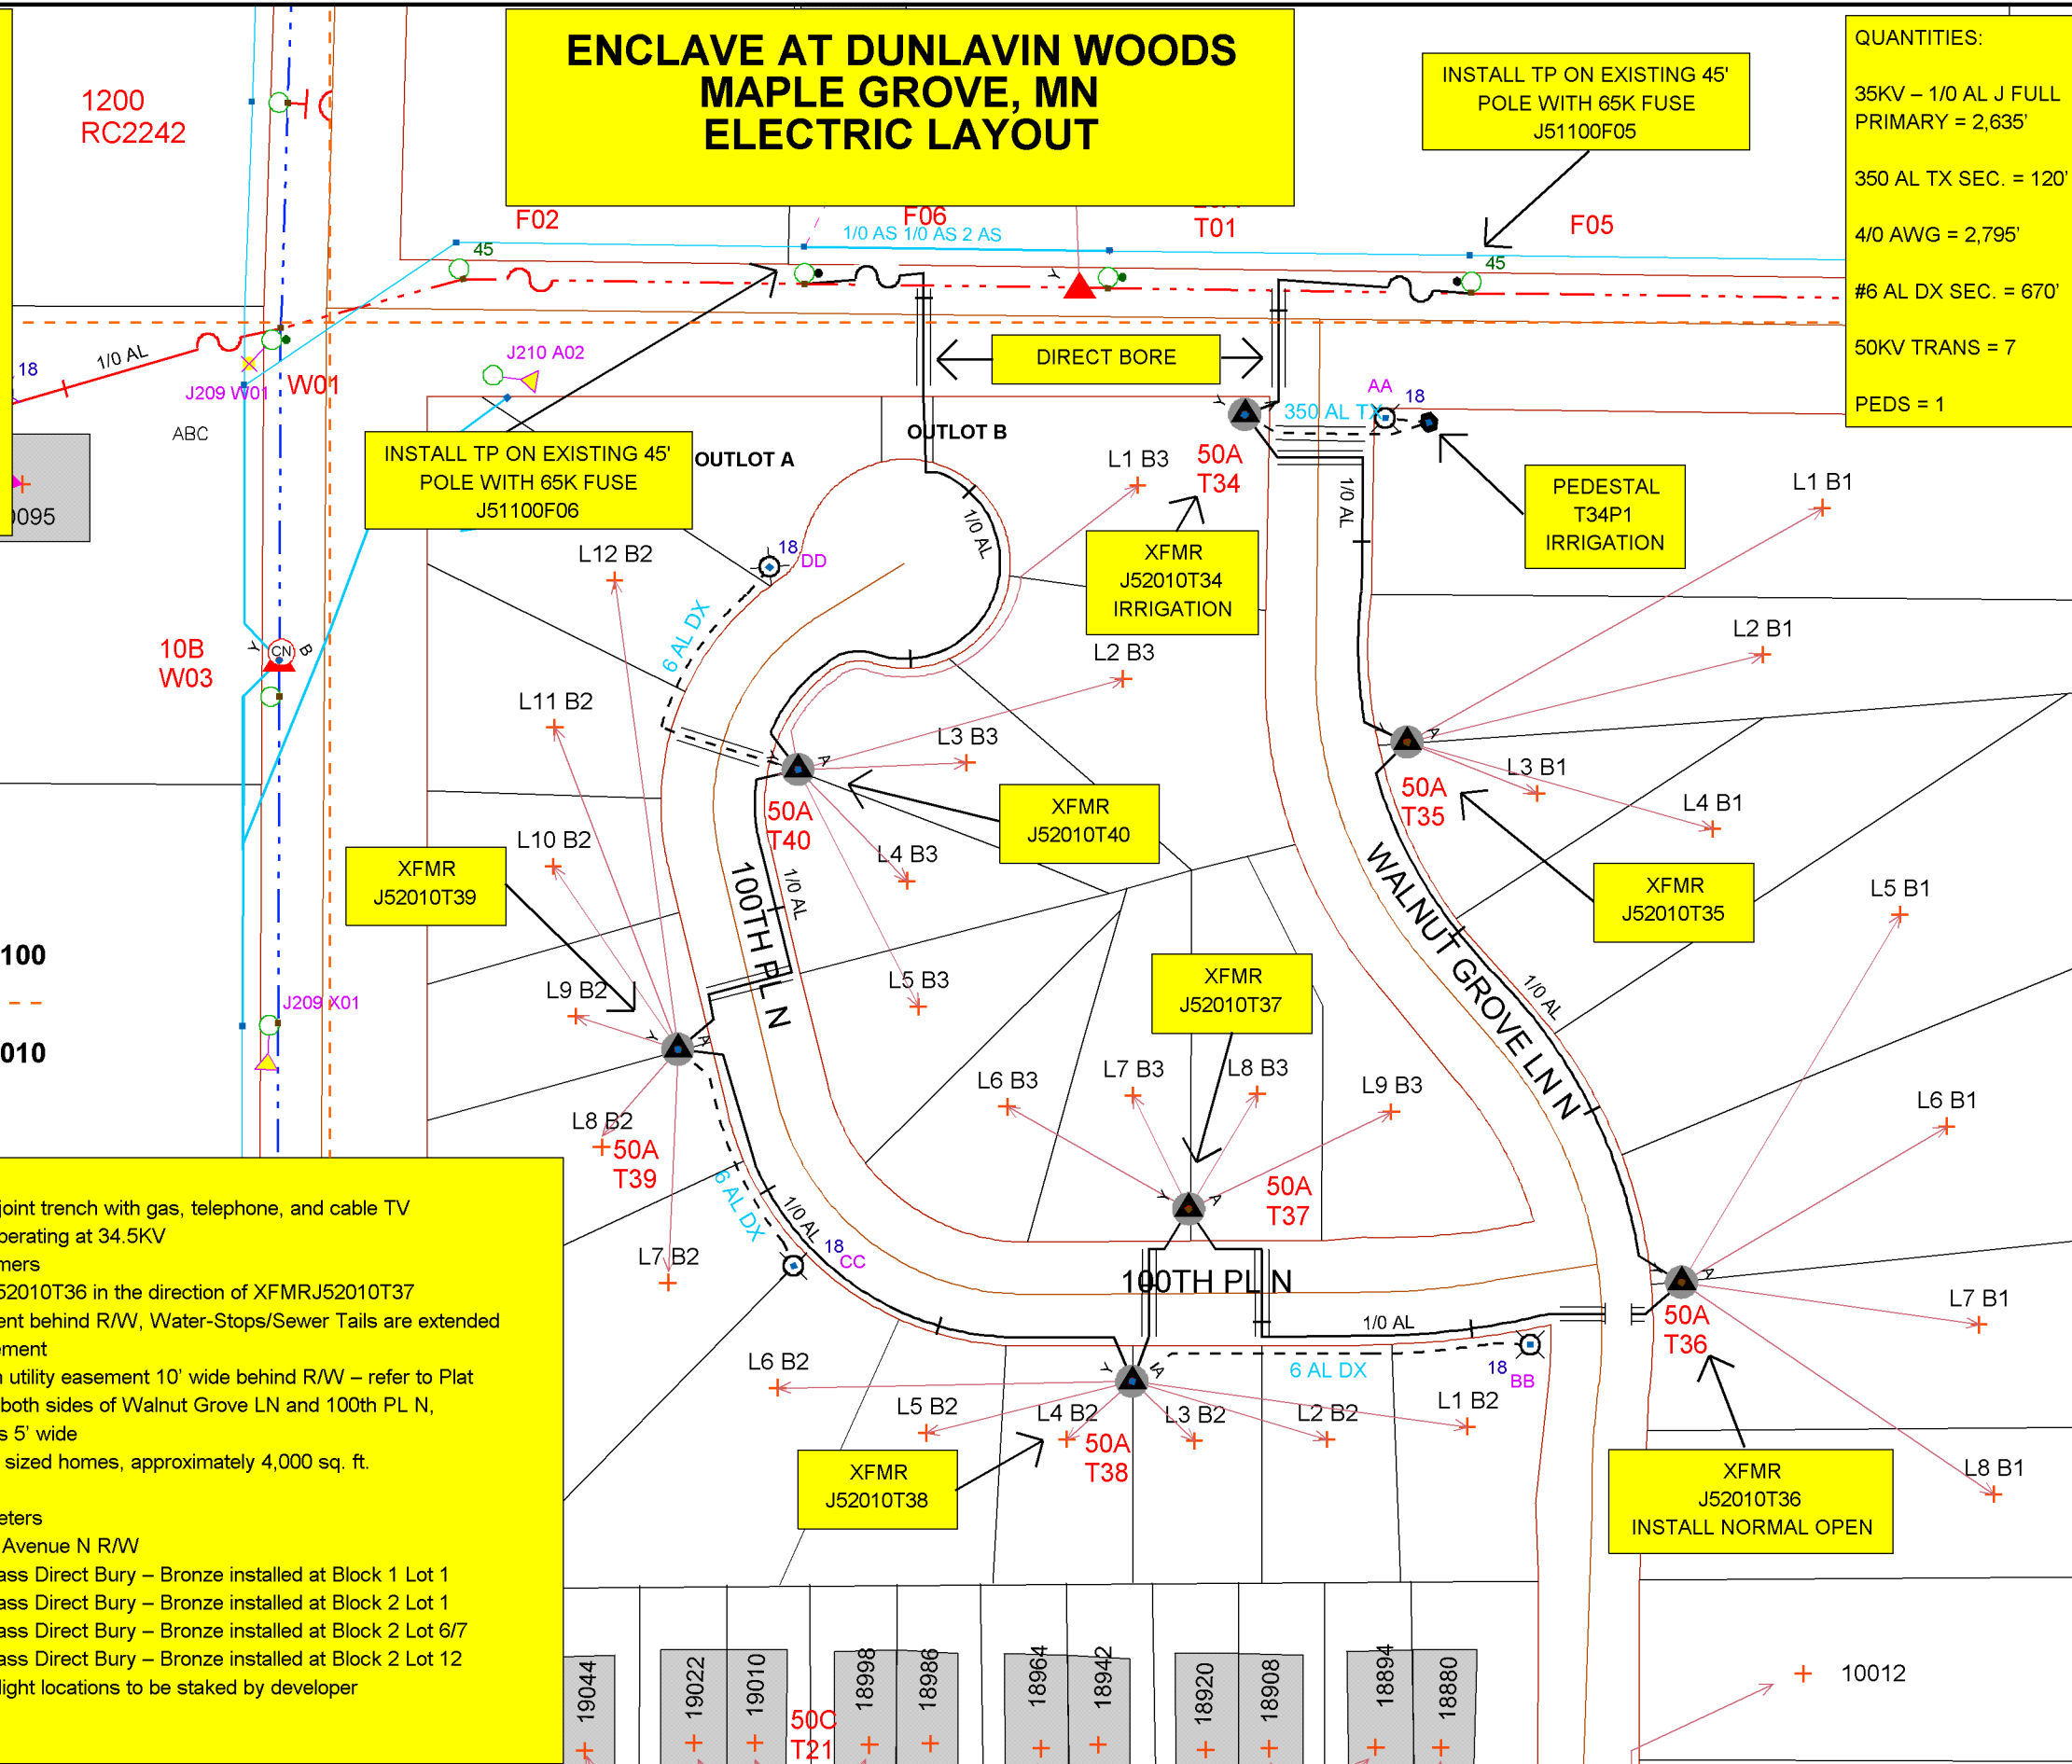 ENCLAVE AT DUNLAVIN WOODS
MAPLE GROVE, MN
ELECTRIC LAYOUT
INSTALL TP ON EXISTING 45'
POLE WITH 65K FUSE
J51100F05
QUANTITIES:
35KV – 1/0 AL J FULL
PRIMARY = 2,635'
350 AL TX SEC. = 120'
4/0 AWG = 2,795'
#6 AL DX SEC. = 670'
50KV TRANS = 7
PEDS = 1
1200
RC2242
F02
F06
T01
F05
1/0 AS 1/0 AS 2 AS
45
45
Y
18
1/0 AL
J209 W01
W01
J210 A02
ABC
DIRECT BORE
INSTALL TP ON EXISTING 45'
POLE WITH 65K FUSE
J51100F06
OUTLOT A
OUTLOT B
L1 B3
50A
T34
Y
350 AL TX
AA
18
PEDESTAL
T34P1
IRRIGATION
XFMR
J52010T34
IRRIGATION
1/0 AL
1/0 AL
L1 B1
L2 B1
L12 B2
18
DD
6 AL DX
10B
W03
Y
CN
B
L2 B3
L11 B2
L3 B3
A
50A
T40
XFMR
J52010T40
L10 B2
L4 B3
XFMR
J52010T39
100TH PL N
1/0 AL
A
L3 B1
50A
T35
L4 B1
XFMR
J52010T35
WALNUT GROVE LN N
1/0 AL
L5 B1
100
010
J209 X01
L9 B2
L5 B3
XFMR
J52010T37
Y
A
L8 B2
50A
T39
L6 B3
L7 B3
L8 B3
L9 B3
L6 B1
Y
A
50A
T37
6 AL DX
1/0 AL
18
CC
L7 B2
100TH PL N
1/0 AL
A
50A
T36
L7 B1
Y
6 AL DX
18
BB
L6 B2
L5 B2
L4 B2
L3 B2
L2 B2
L1 B2
50A
T38
XFMR
J52010T38
XFMR
J52010T36
INSTALL NORMAL OPEN
L8 B1
joint trench with gas, telephone, and cable TV
perating at 34.5KV
mers
52010T36 in the direction of XFMRJ52010T37
ent behind R/W, Water-Stops/Sewer Tails are extended
ement
n utility easement 10' wide behind R/W – refer to Plat
both sides of Walnut Grove LN and 100th PL N,
s 5' wide
sized homes, approximately 4,000 sq. ft.
eters
Avenue N R/W
ass Direct Bury – Bronze installed at Block 1 Lot 1
ass Direct Bury – Bronze installed at Block 2 Lot 1
ass Direct Bury – Bronze installed at Block 2 Lot 6/7
ass Direct Bury – Bronze installed at Block 2 Lot 12
light locations to be staked by developer
19044
19022
19010
50C
T21
18998
18986
18964
18942
18920
18908
18894
18880
10012